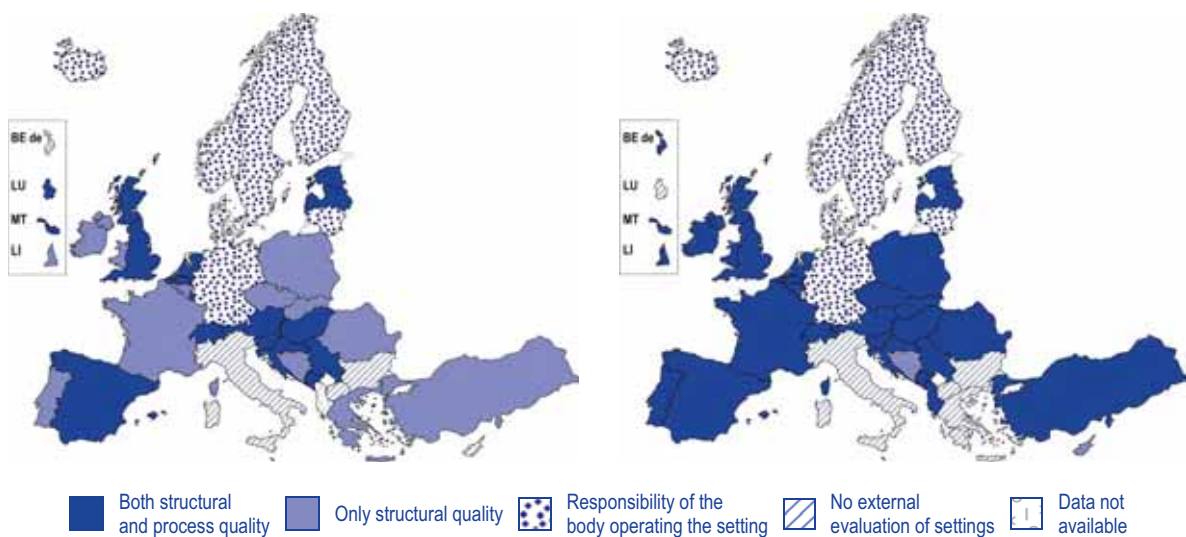 BE de
LU
MT
LI
BE de
LU
MT
LI
Both structural
and process quality
Only structural quality
Responsibility of the
body operating the setting
No external
evaluation of settings
Data not
available